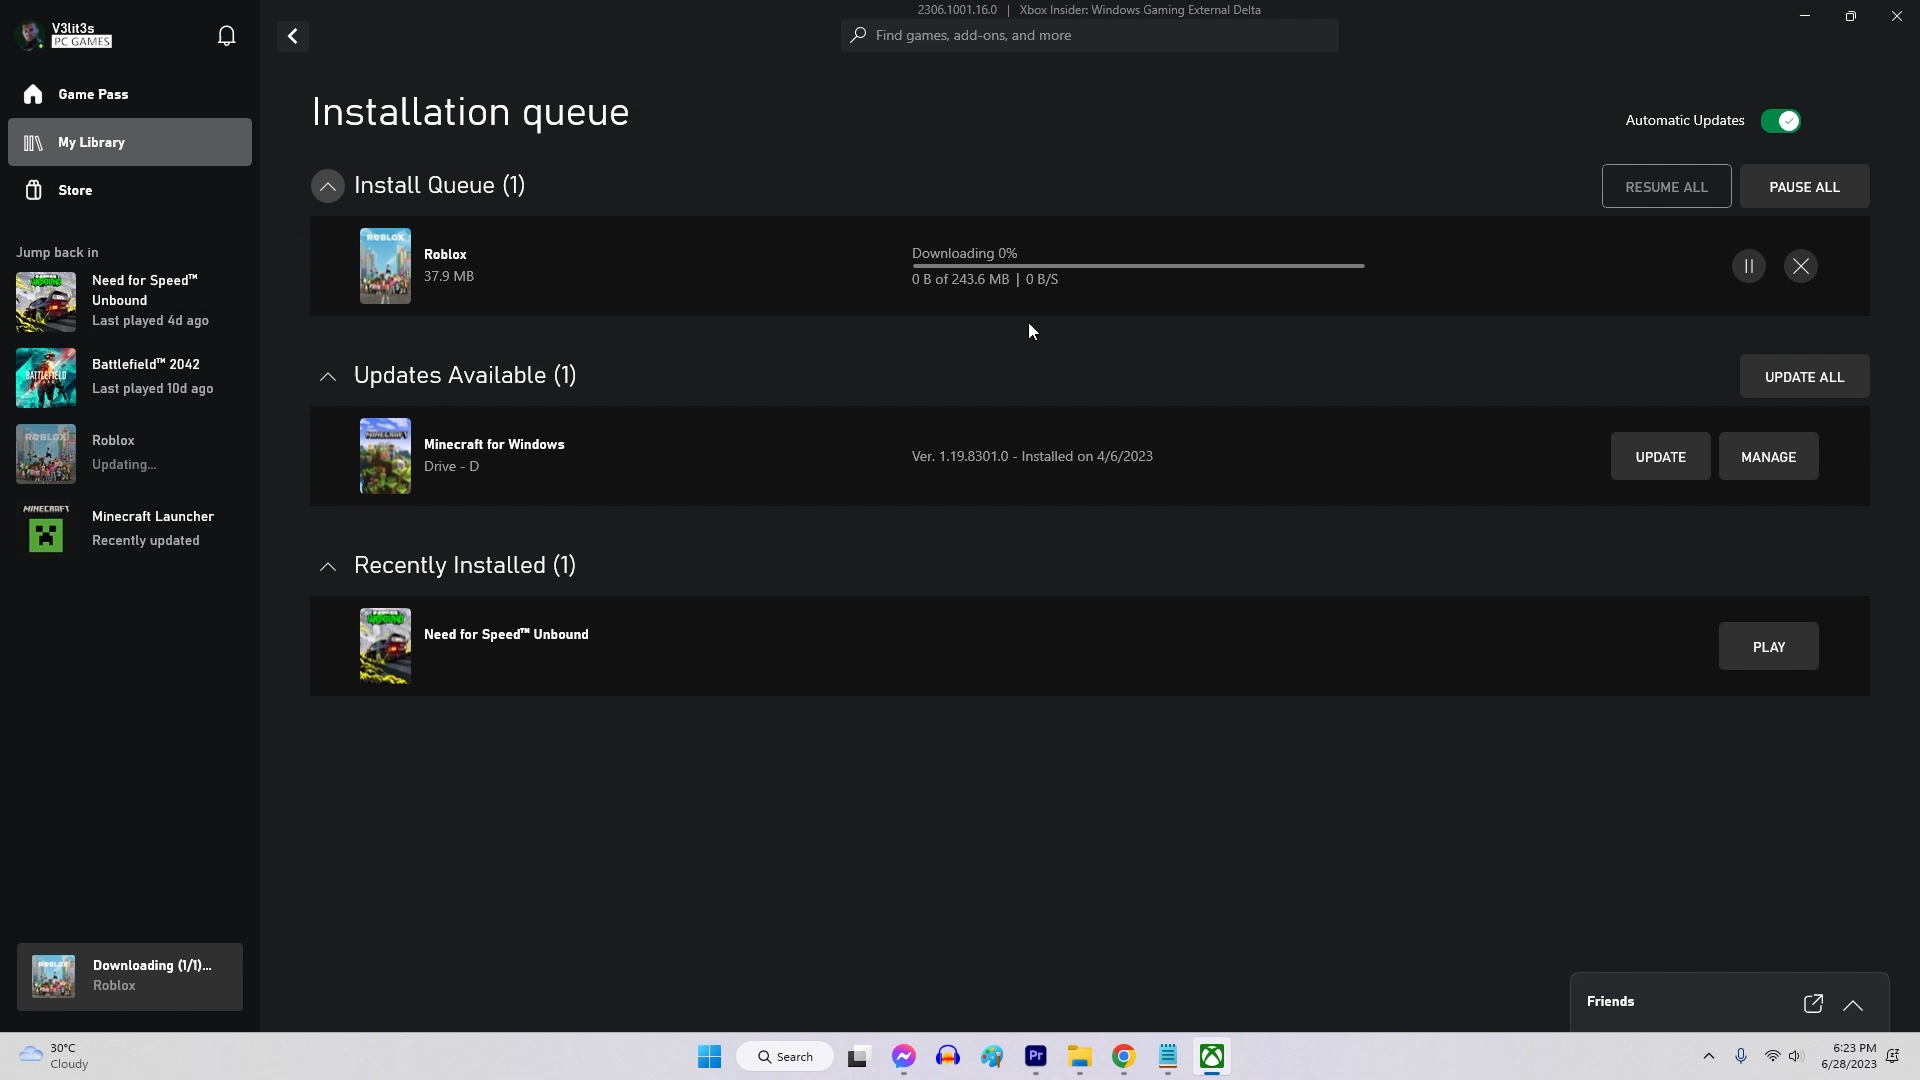 2306.1001.16.0 | Xbox Insider: Windows Gaming External Delta
V3lit3s
PC GAMES
Find games, add-ons, and more
Game Pass
My Library
Store
Jump back in
Need for Speed™
Unbound
Last played 4d ago
Battlefield™ 2042
Last played 10d ago
Roblox
Updating...
Minecraft Launcher
Recently updated
Downloading (1/1)...
Roblox
Installation queue
Automatic Updates
Install Queue (1)
RESUME ALL
PAUSE ALL
ROBLOX
Roblox
37.9 MB
Downloading 0%
0 B of 243.6 MB | 0 B/S
Updates Available (1)
UPDATE ALL
MINECRAFT
Minecraft for Windows
Drive - D
Ver. 1.19.8301.0 - Installed on 4/6/2023
UPDATE
MANAGE
Recently Installed (1)
UNBOUND
Need for Speed™ Unbound
PLAY
Friends
30°C
Cloudy
Search
Pr
6:23 PM
6/28/2023